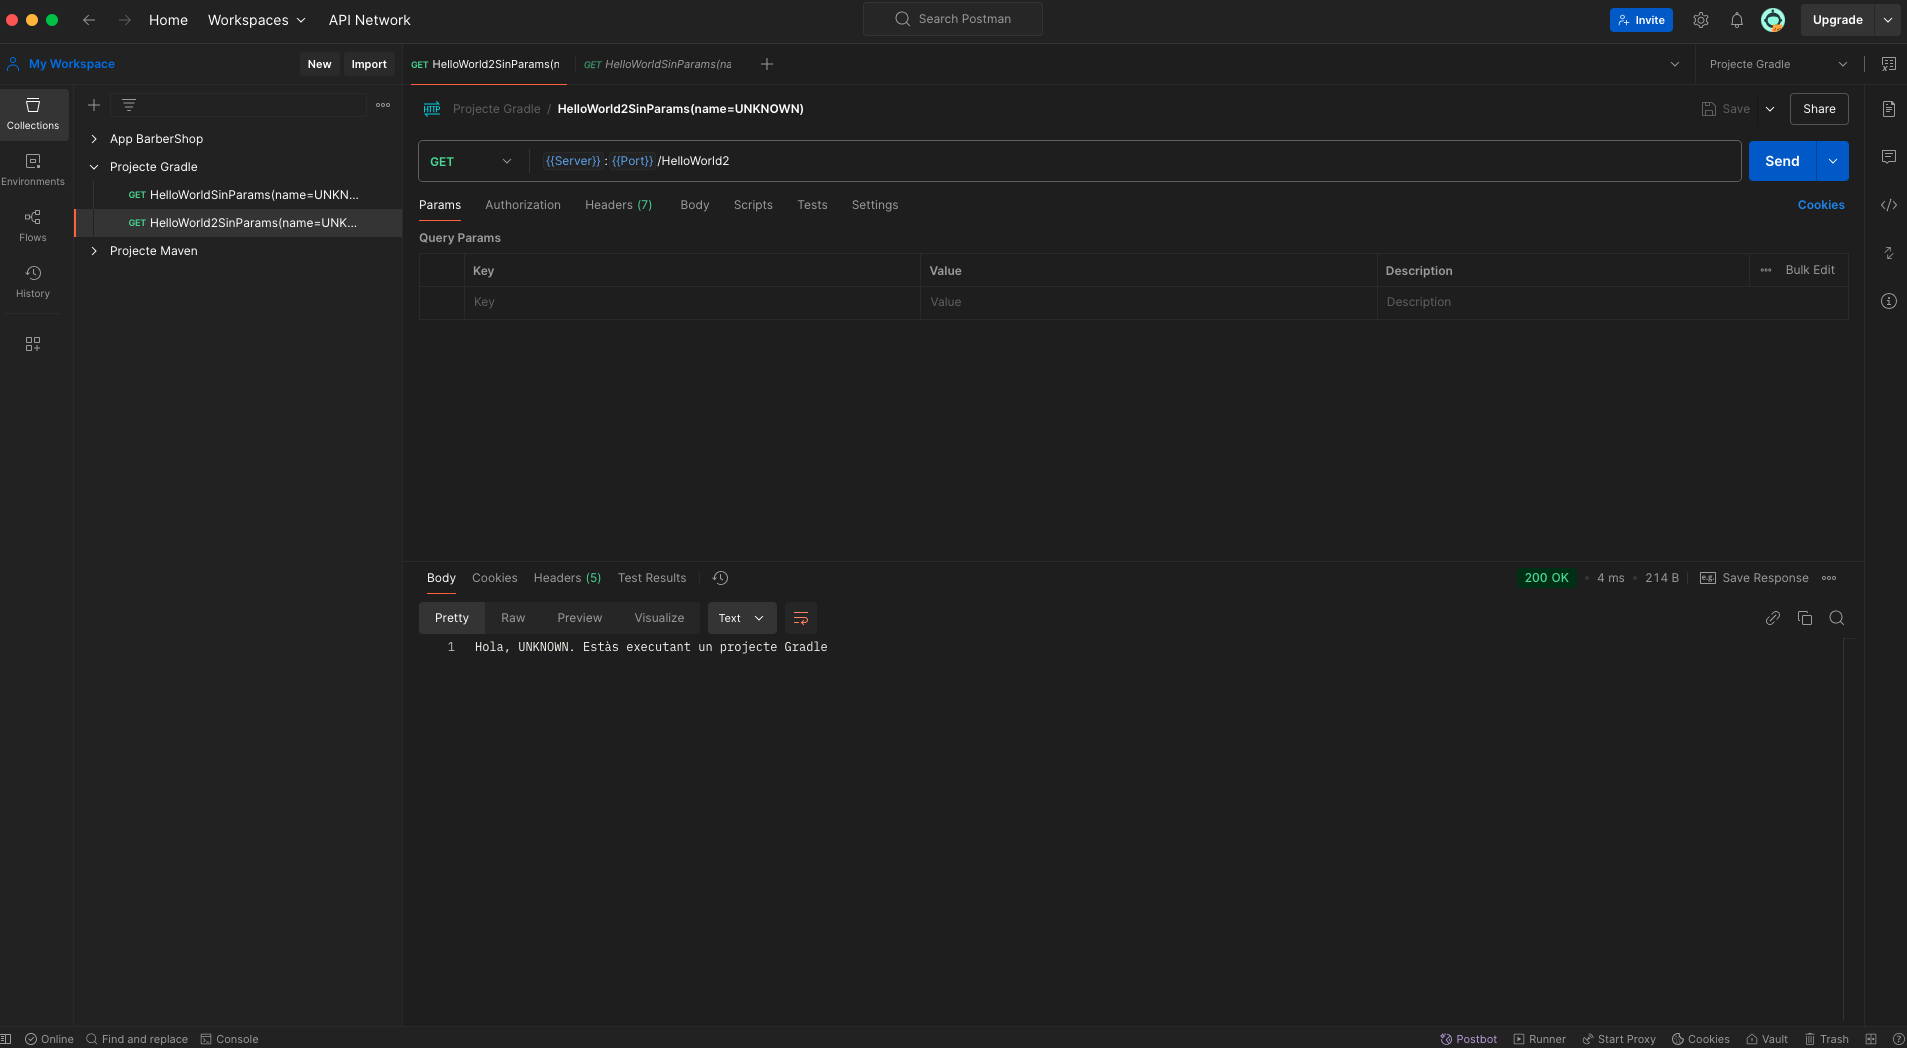 Home Workspaces API Network Search Postman Invite Upgrade
My Workspace New Import GET HelloWorld2SinParams(n GET HelloWorldSinParams(na Projecte Gradle
Collections
Environments
Flows
History
App BarberShop
Projecte Gradle
GET HelloWorldSinParams(name=UNKN...
GET HelloWorld2SinParams(name=UNK...
Projecte Maven
HTTP Projecte Gradle / HelloWorld2SinParams(name=UNKNOWN) Save Share
GET {{Server}} : {{Port}} /HelloWorld2 Send
Params Authorization Headers (7) Body Scripts Tests Settings Cookies
Query Params
Key Value Description Bulk Edit
Key Value Description
Body Cookies Headers (5) Test Results 200 OK 4 ms 214 B e.g. Save Response
Pretty Raw Preview Visualize Text
1 Hola, UNKNOWN. Estàs executant un projecte Gradle
Online Find and replace Console Postbot Runner Start Proxy Cookies Vault Trash